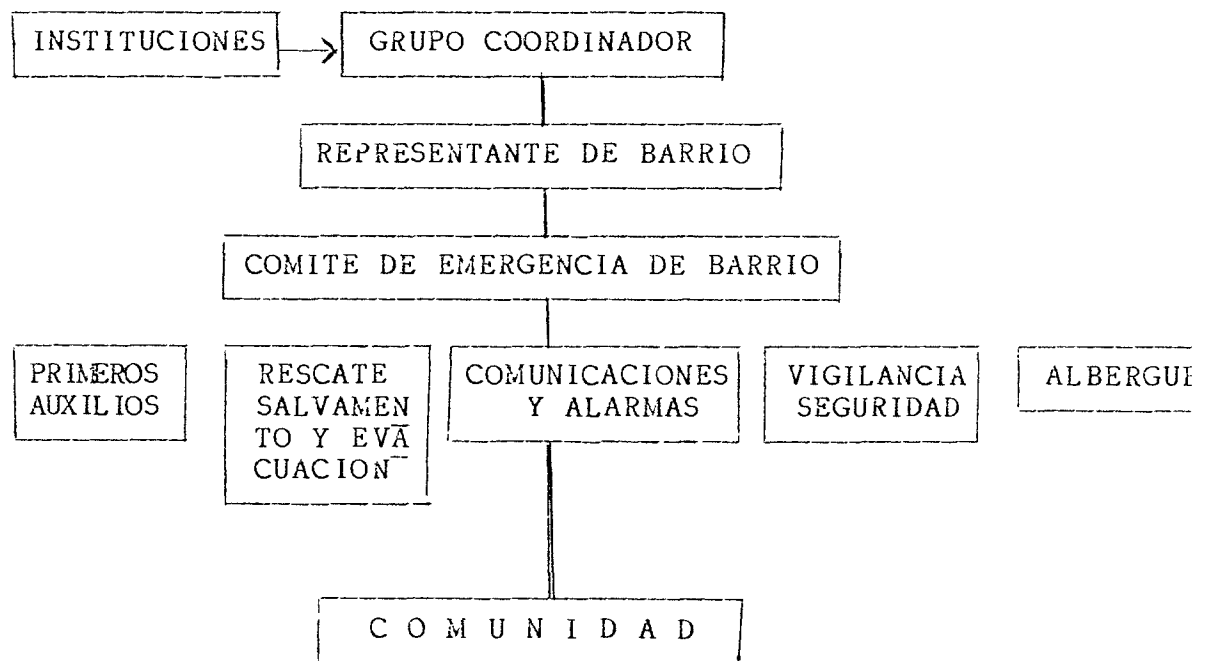 INSTITUCIONES
GRUPO COORDINADOR
REPRESENTANTE DE BARRIO
COMITE DE EMERGENCIA DE BARRIO
PRIMEROS
AUXILIOS
RESCATE
SALVAMEN
TO Y EVA
CUACION
COMUNICACIONES
Y ALARMAS
VIGILANCIA
SEGURIDAD
ALBERGUE
C O M U N I D A D